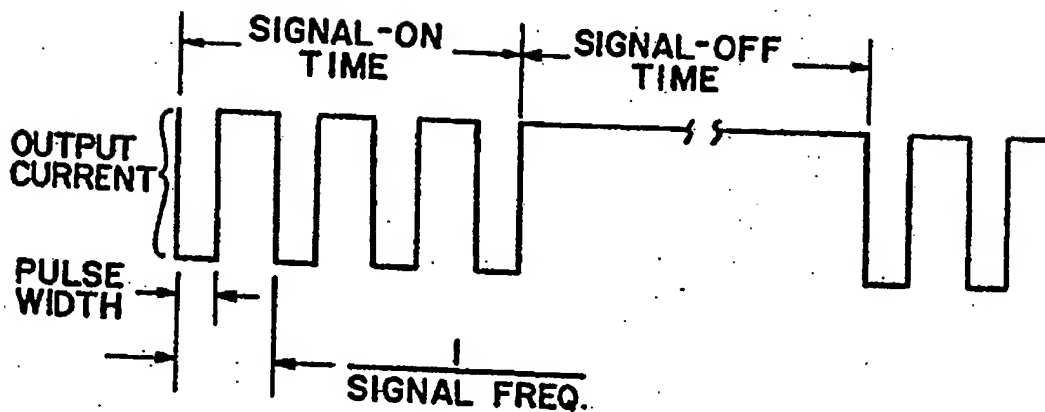 SIGNAL-ON
TIME
SIGNAL-OFF
TIME
OUTPUT
CURRENT
PULSE
WIDTH
1
SIGNAL FREQ.